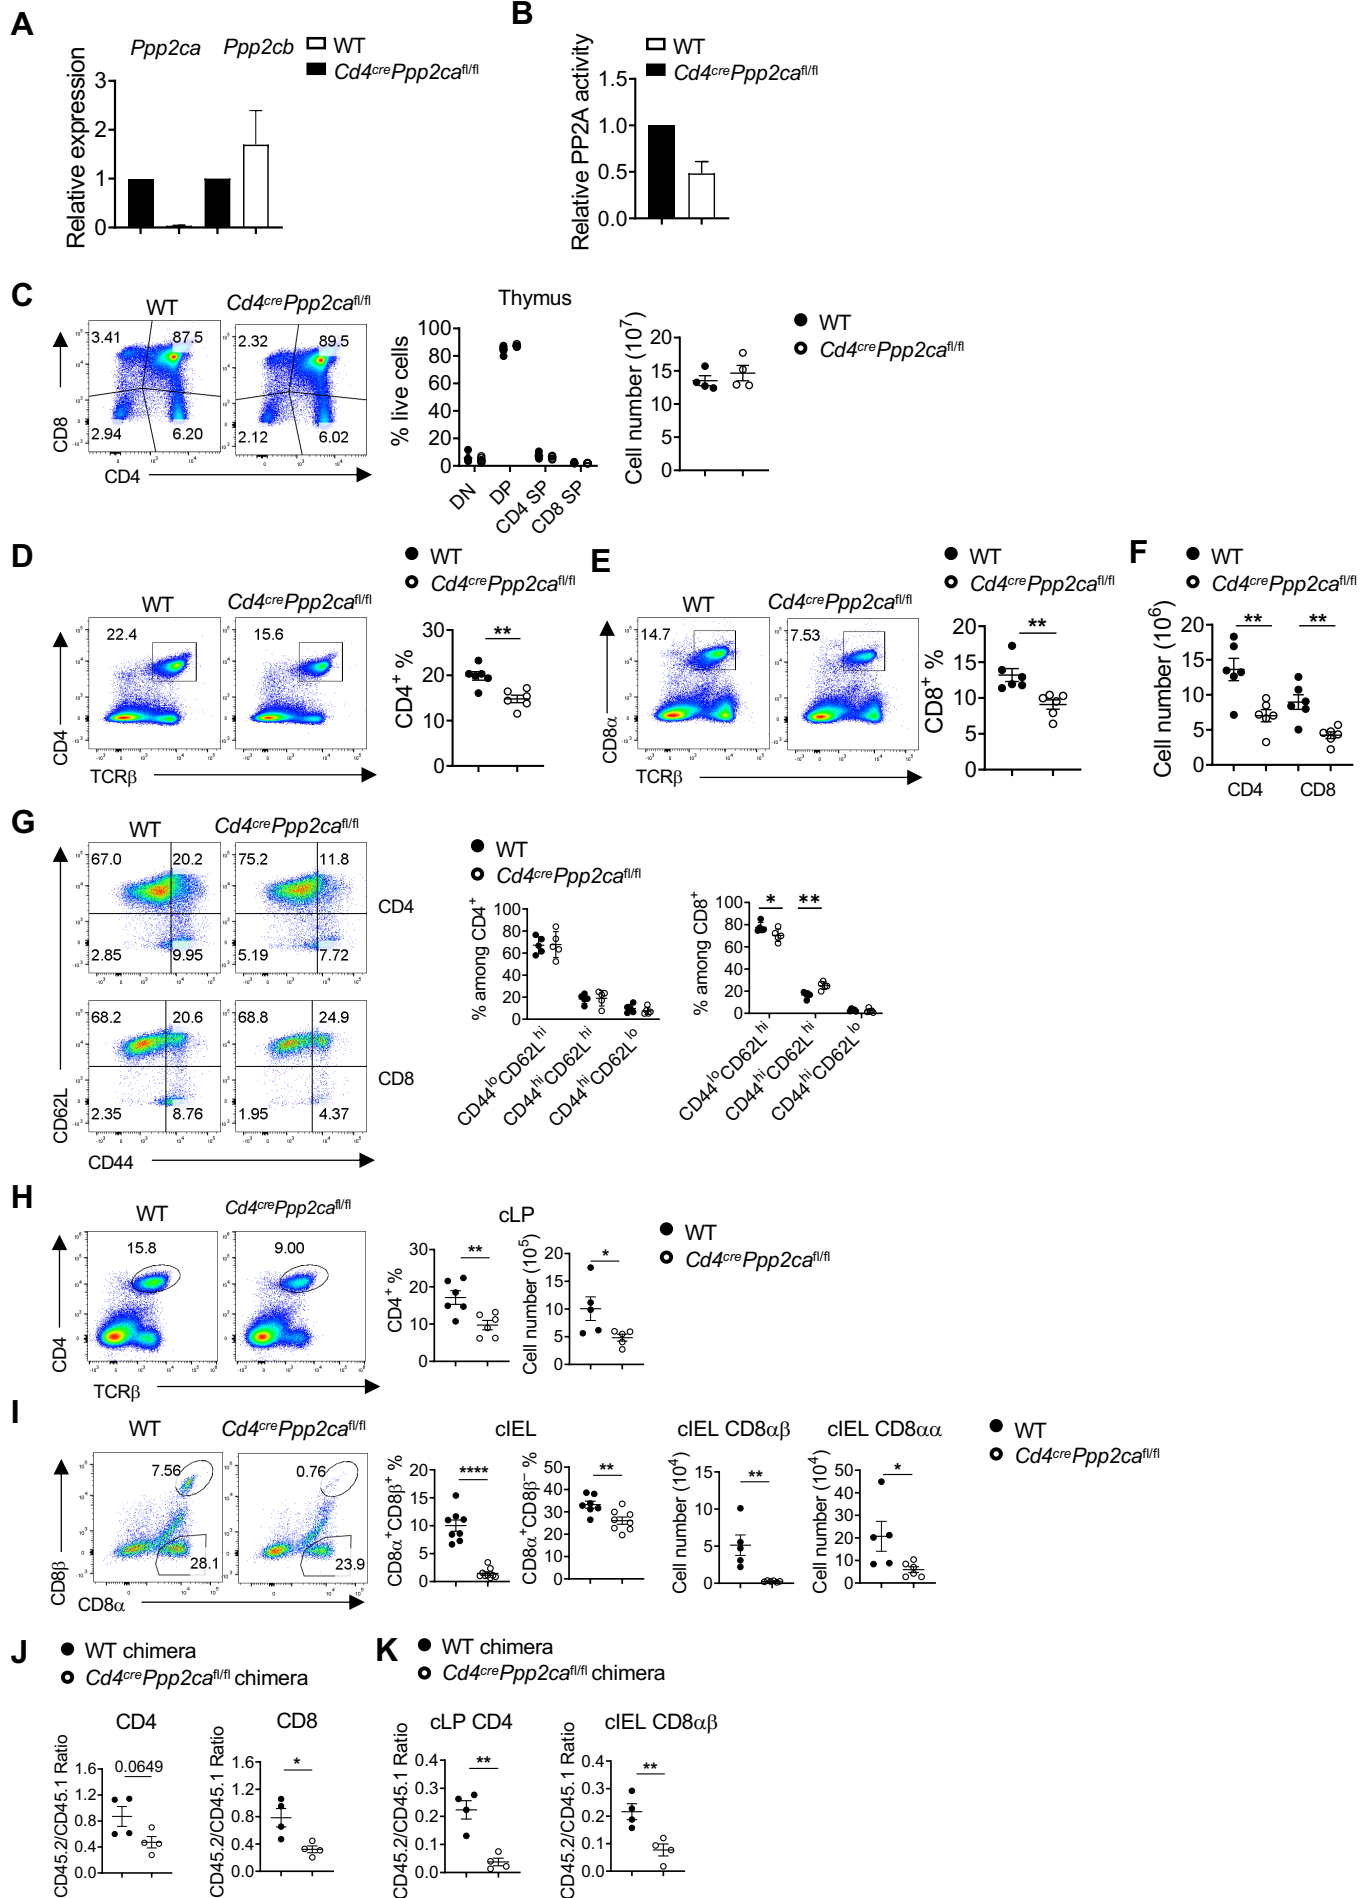 A
Ppp2ca Ppp2cb
WT
Cd4crePpp2cafl/fl
Relative expression
3
2
1
0
B
WT
Cd4crePpp2cafl/fl
Relative PP2A activity
1.5
1.0
0.5
0.0
C
WT
Cd4crePpp2cafl/fl
3.41 87.5
2.94 6.20
2.32 89.5
2.12 6.02
CD8
CD4
Thymus
% live cells
100
80
60
40
20
0
DN
DP
CD4 SP
CD8 SP
Cell number (10^7)
20
15
10
5
0
WT
Cd4crePpp2cafl/fl
D
WT
Cd4crePpp2cafl/fl
WT
Cd4crePpp2cafl/fl
22.4
15.6
CD4
TCRβ
CD4+ %
30
20
10
0
**
E
WT
Cd4crePpp2cafl/fl
WT
Cd4crePpp2cafl/fl
14.7
7.53
CD8α
TCRβ
CD8+ %
20
15
10
5
0
**
F
WT
Cd4crePpp2cafl/fl
Cell number (10^6)
20
15
10
5
0
** **
CD4 CD8
G
WT
Cd4crePpp2cafl/fl
67.0 20.2
2.85 9.95
75.2 11.8
5.19 7.72
CD4
68.2 20.6
2.35 8.76
68.8 24.9
1.95 4.37
CD8
CD62L
CD44
WT
Cd4crePpp2cafl/fl
% among CD4+
100
80
60
40
20
0
CD44loCD62Lhi
CD44hiCD62Lhi
CD44hiCD62Llo
% among CD8+
100
80
60
40
20
0
* **
CD44loCD62Lhi
CD44hiCD62Lhi
CD44hiCD62Llo
H
WT
Cd4crePpp2cafl/fl
15.8
9.00
CD4
TCRβ
cLP
CD4+ %
30
20
10
0
**
Cell number (10^5)
20
15
10
5
0
*
WT
Cd4crePpp2cafl/fl
I
WT
Cd4crePpp2cafl/fl
7.56
28.1
0.76
23.9
CD8β
CD8α
cIEL
CD8α+CD8β+ %
20
15
10
5
0
****
CD8α+CD8β− %
50
40
30
20
10
0
**
cIEL CD8αβ
Cell number (10^4)
15
10
5
0
**
cIEL CD8αα
Cell number (10^4)
50
40
30
20
10
0
*
WT
Cd4crePpp2cafl/fl
J
WT chimera
Cd4crePpp2cafl/fl chimera
CD4
CD45.2/CD45.1 Ratio
1.6
1.2
0.8
0.4
0.0
0.0649
CD8
CD45.2/CD45.1 Ratio
1.6
1.2
0.8
0.4
0.0
*
K
WT chimera
Cd4crePpp2cafl/fl chimera
cLP CD4
CD45.2/CD45.1 Ratio
0.4
0.3
0.2
0.1
0.0
**
cIEL CD8αβ
CD45.2/CD45.1 Ratio
0.4
0.3
0.2
0.1
0.0
**